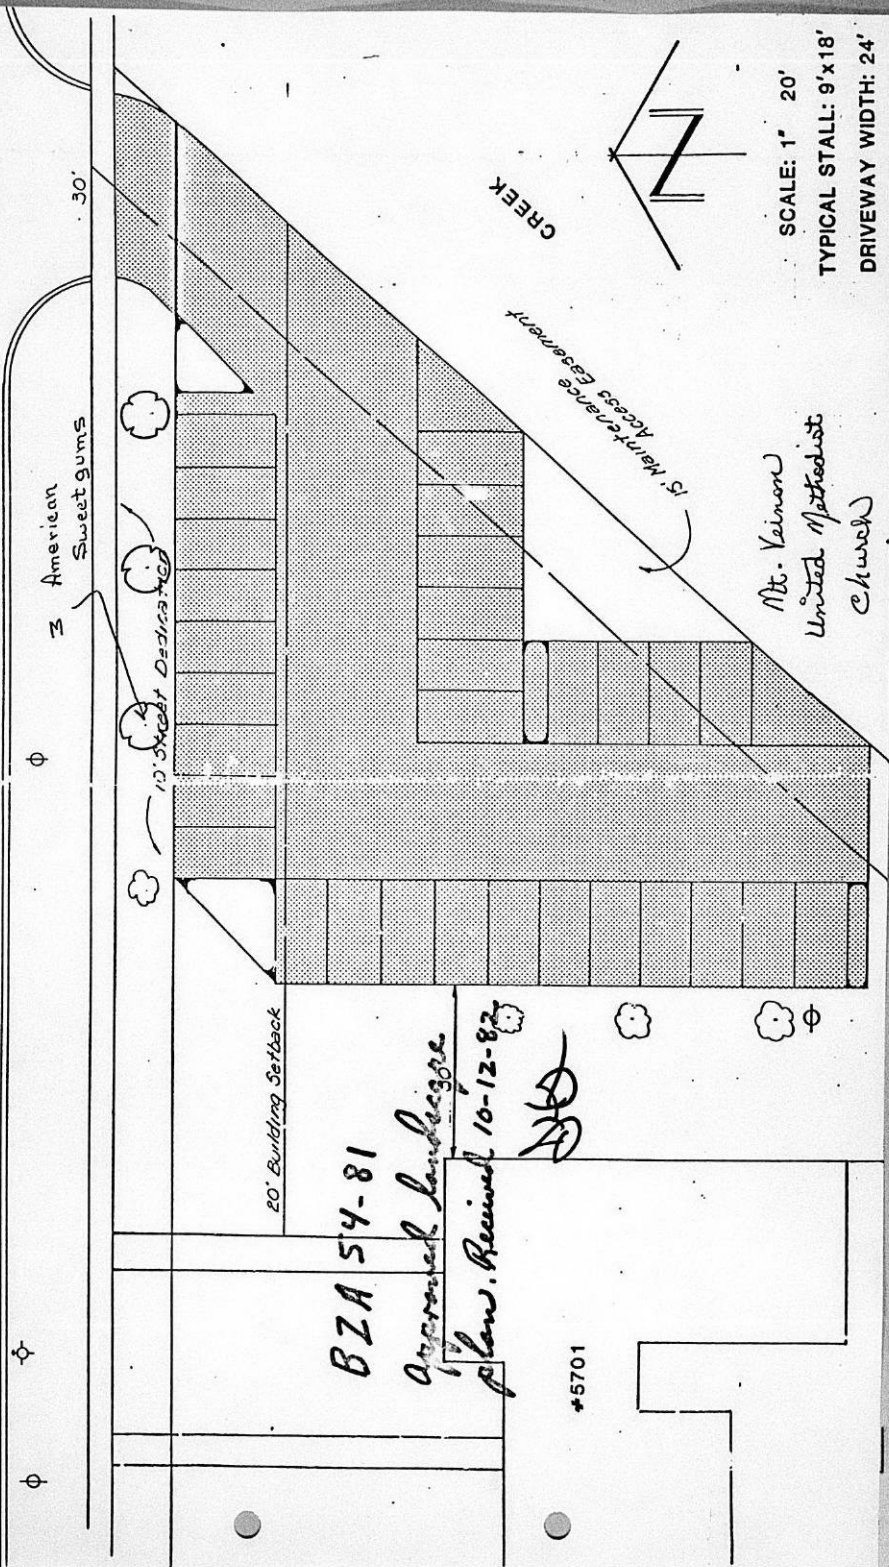 3 American
Sweetgums
30'
10' Street Dedicated
CREEK
15' Maintenance
Access Easement
20' Building Setback
30'
BZA 54-81
Approved landscape
plan. Received 10-12-82
#5701
Mt. Vernon
United Methodist
Church
SCALE: 1" 20'
TYPICAL STALL: 9'x18'
DRIVEWAY WIDTH: 24'